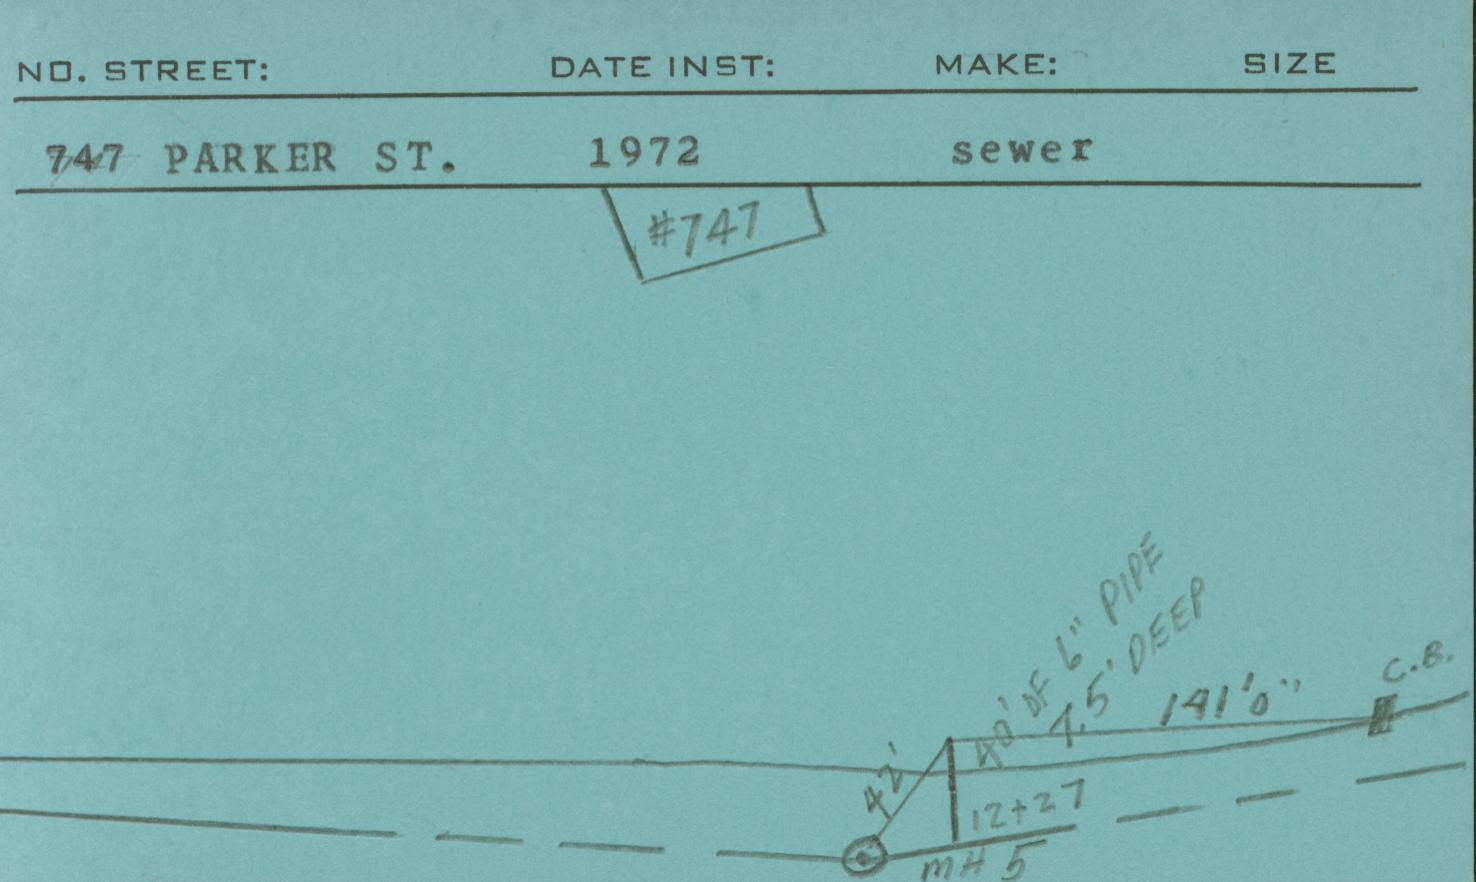 NO. STREET: DATE INST: MAKE: SIZE
747 PARKER ST. 1972 sewer
#747
40' OF 6" PIPE
7.5' DEEP
C.B.
141'0"
42'
12+27
MH 5